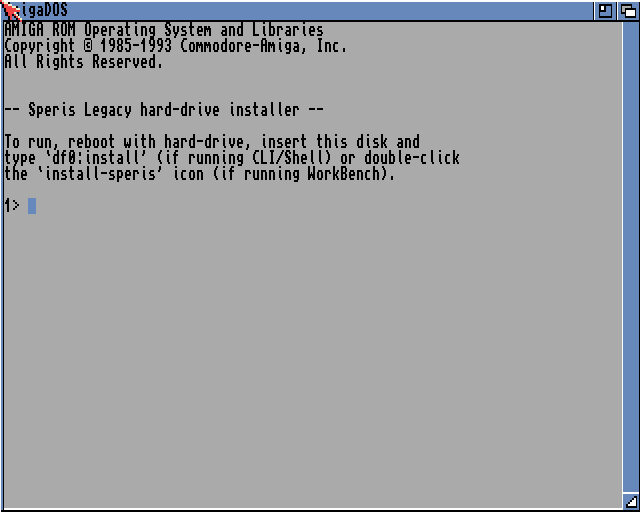 igaDOS
AMIGA ROM Operating System and Libraries
Copyright © 1985-1993 Commodore-Amiga, Inc.
All Rights Reserved.
-- Speris Legacy hard-drive installer --
To run, reboot with hard-drive, insert this disk and
type `df0:install' (if running CLI/Shell) or double-click
the `install-speris' icon (if running WorkBench).
1>